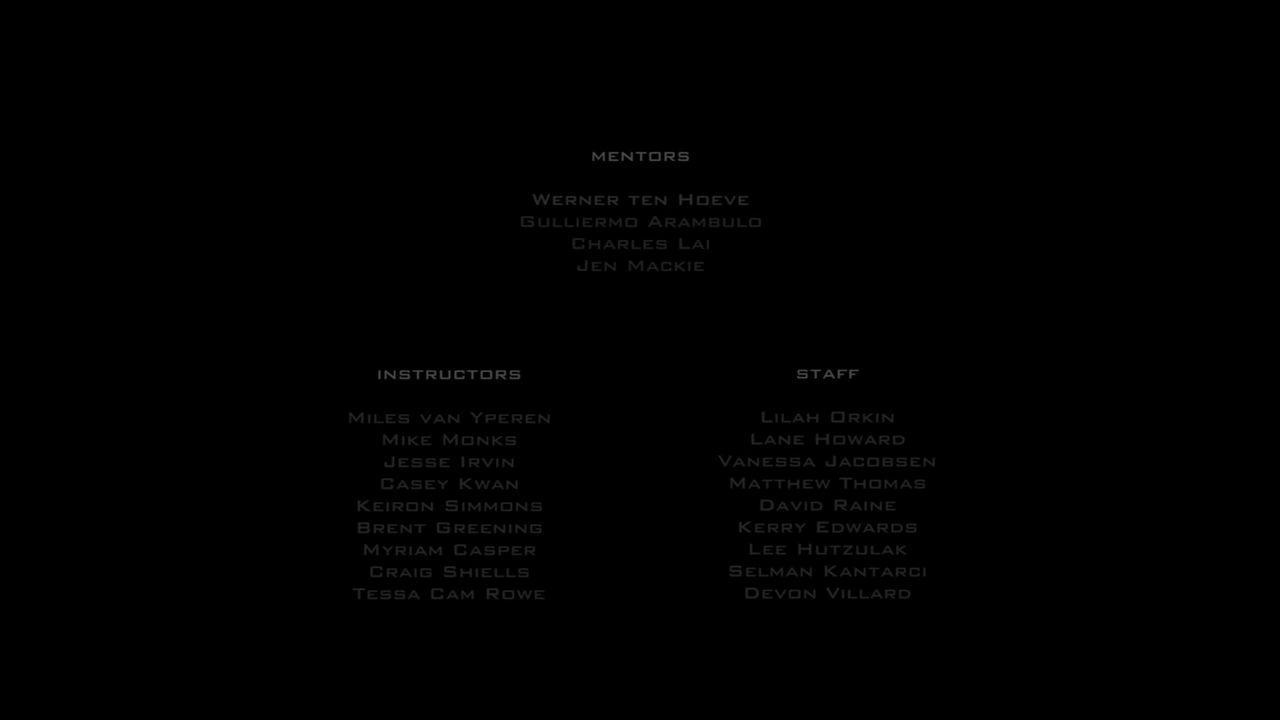 MENTORS
Werner ten Hoeve
Gulliermo Arambulo
Charles Lai
Jen Mackie
INSTRUCTORS
Miles van Yperen
Mike Monks
Jesse Irvin
Casey Kwan
Keiron Simmons
Brent Greening
Myriam Casper
Craig Shiells
Tessa Cam Rowe
STAFF
Lilah Orkin
Lane Howard
Vanessa Jacobsen
Matthew Thomas
David Raine
Kerry Edwards
Lee Hutzulak
Selman Kantarci
Devon Villard